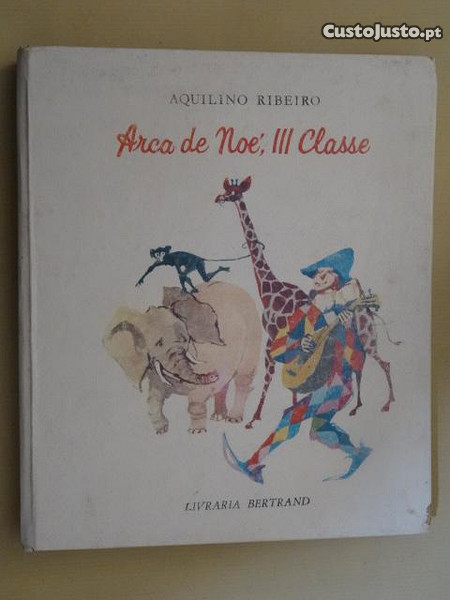 CustoJusto.pt
AQUILINO RIBEIRO
Arca de Noé, III Classe
LIVRARIA BERTRAND